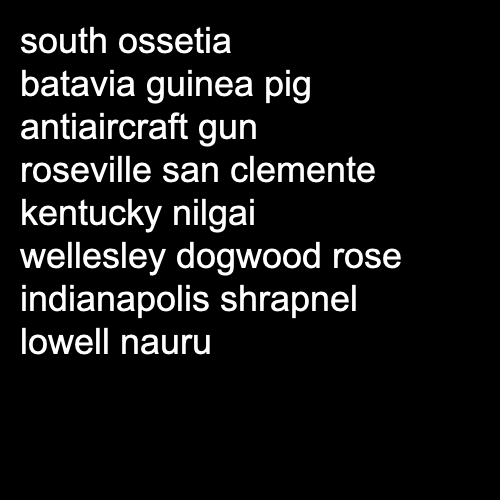 south ossetia
batavia guinea pig
antiaircraft gun
roseville san clemente
kentucky nilgai
wellesley dogwood rose
indianapolis shrapnel
lowell nauru